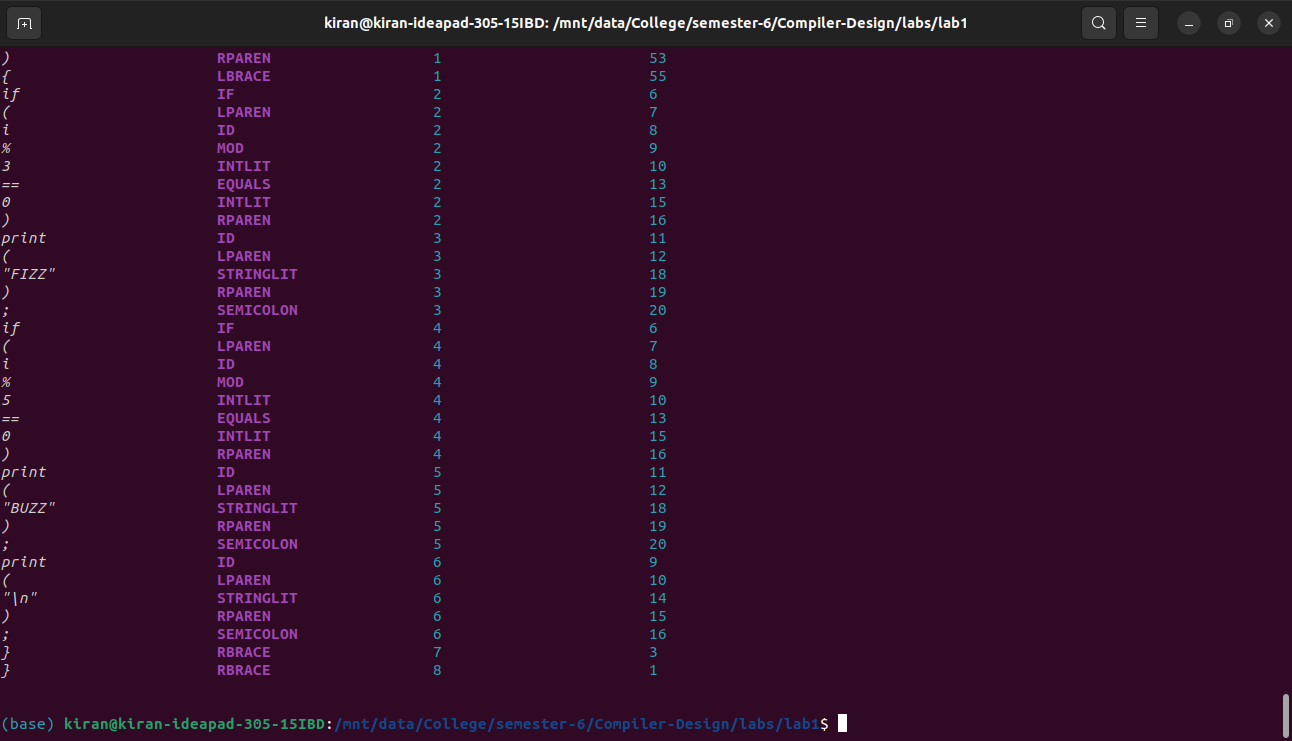 kiran@kiran-ideapad-305-15IBD: /mnt/data/College/semester-6/Compiler-Design/labs/lab1
) RPAREN 1 53
{ LBRACE 1 55
if IF 2 6
( LPAREN 2 7
i ID 2 8
% MOD 2 9
3 INTLIT 2 10
== EQUALS 2 13
0 INTLIT 2 15
) RPAREN 2 16
print ID 3 11
( LPAREN 3 12
"FIZZ" STRINGLIT 3 18
) RPAREN 3 19
; SEMICOLON 3 20
if IF 4 6
( LPAREN 4 7
i ID 4 8
% MOD 4 9
5 INTLIT 4 10
== EQUALS 4 13
0 INTLIT 4 15
) RPAREN 4 16
print ID 5 11
( LPAREN 5 12
"BUZZ" STRINGLIT 5 18
) RPAREN 5 19
; SEMICOLON 5 20
print ID 6 9
( LPAREN 6 10
"\n" STRINGLIT 6 14
) RPAREN 6 15
; SEMICOLON 6 16
} RBRACE 7 3
} RBRACE 8 1
(base) kiran@kiran-ideapad-305-15IBD:/mnt/data/College/semester-6/Compiler-Design/labs/lab1$